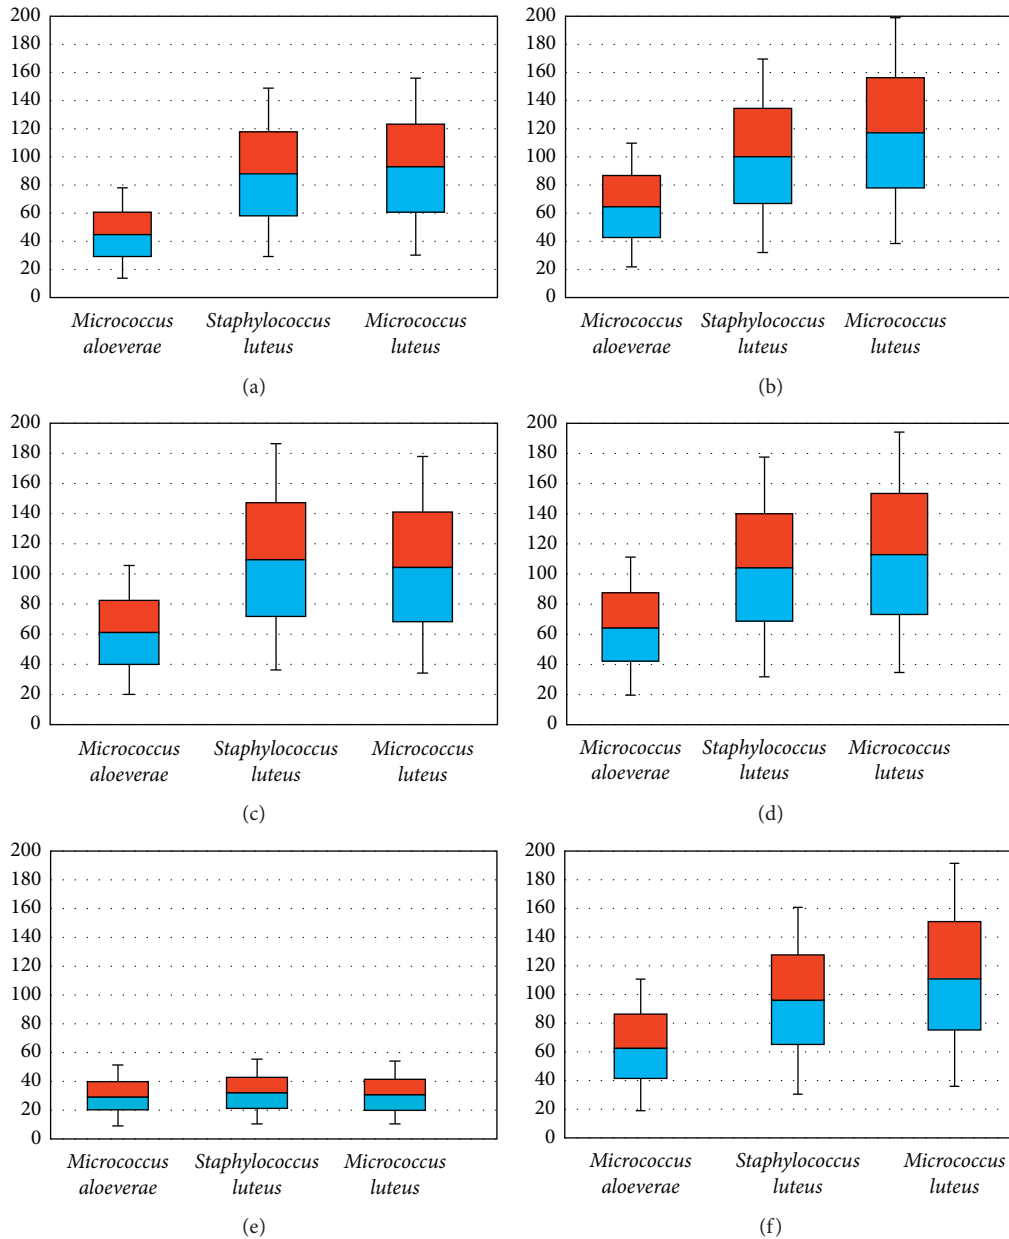 200
180
160
140
120
100
80
60
40
20
0
Micrococcus
aloeverae
Staphylococcus
luteus
Micrococcus
luteus
(a)
200
180
160
140
120
100
80
60
40
20
0
Micrococcus
aloeverae
Staphylococcus
luteus
Micrococcus
luteus
(b)
200
180
160
140
120
100
80
60
40
20
0
Micrococcus
aloeverae
Staphylococcus
luteus
Micrococcus
luteus
(c)
200
180
160
140
120
100
80
60
40
20
0
Micrococcus
aloeverae
Staphylococcus
luteus
Micrococcus
luteus
(d)
200
180
160
140
120
100
80
60
40
20
0
Micrococcus
aloeverae
Staphylococcus
luteus
Micrococcus
luteus
(e)
200
180
160
140
120
100
80
60
40
20
0
Micrococcus
aloeverae
Staphylococcus
luteus
Micrococcus
luteus
(f)